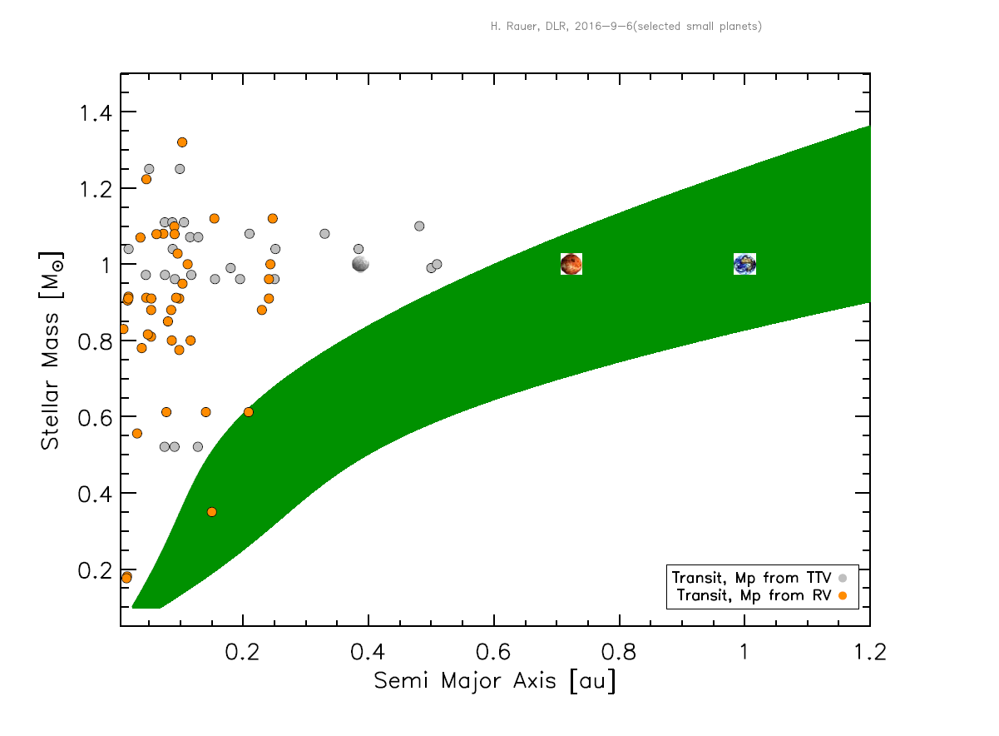 H. Rauer, DLR, 2016-9-6(selected small planets)
1.4
1.2
1
0.8
0.6
0.4
0.2
Stellar Mass [M⊙]
Transit, Mp from TTV
Transit, Mp from RV
0.2 0.4 0.6 0.8 1 1.2
Semi Major Axis [au]